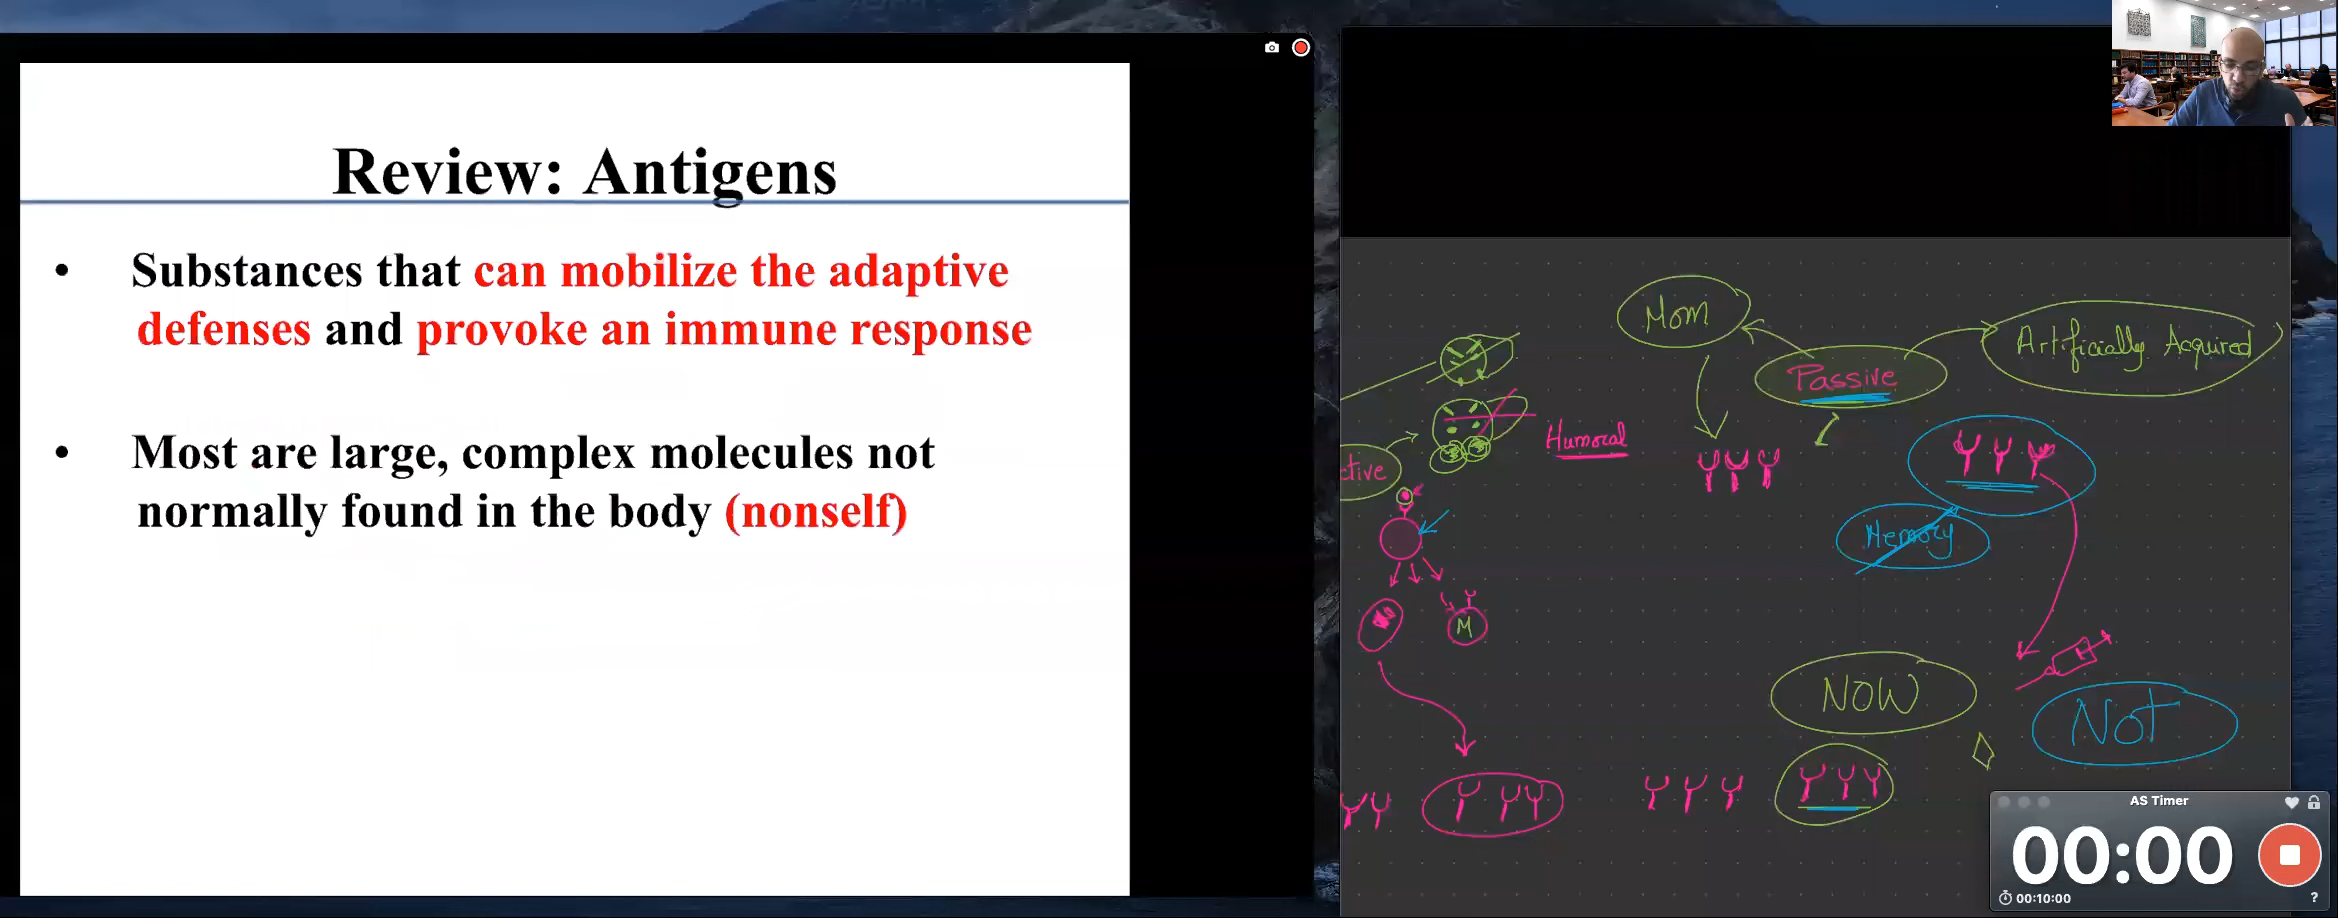 Review: Antigens
• Substances that can mobilize the adaptive
defenses and provoke an immune response
• Most are large, complex molecules not
normally found in the body (nonself)
Mom
Passive
Artificially Acquired
Humoral
ctive
Memory
M
NOW
Not
AS Timer
00:00
00:10:00
?